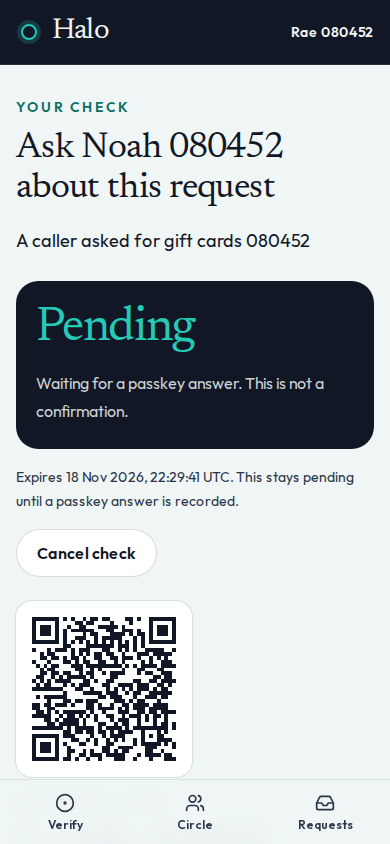 Halo
Rae 080452
YOUR CHECK
Ask Noah 080452
about this request
A caller asked for gift cards 080452
Pending
Waiting for a passkey answer. This is not a
confirmation.
Expires 18 Nov 2026, 22:29:41 UTC. This stays pending
until a passkey answer is recorded.
Cancel check
Verify
Circle
Requests